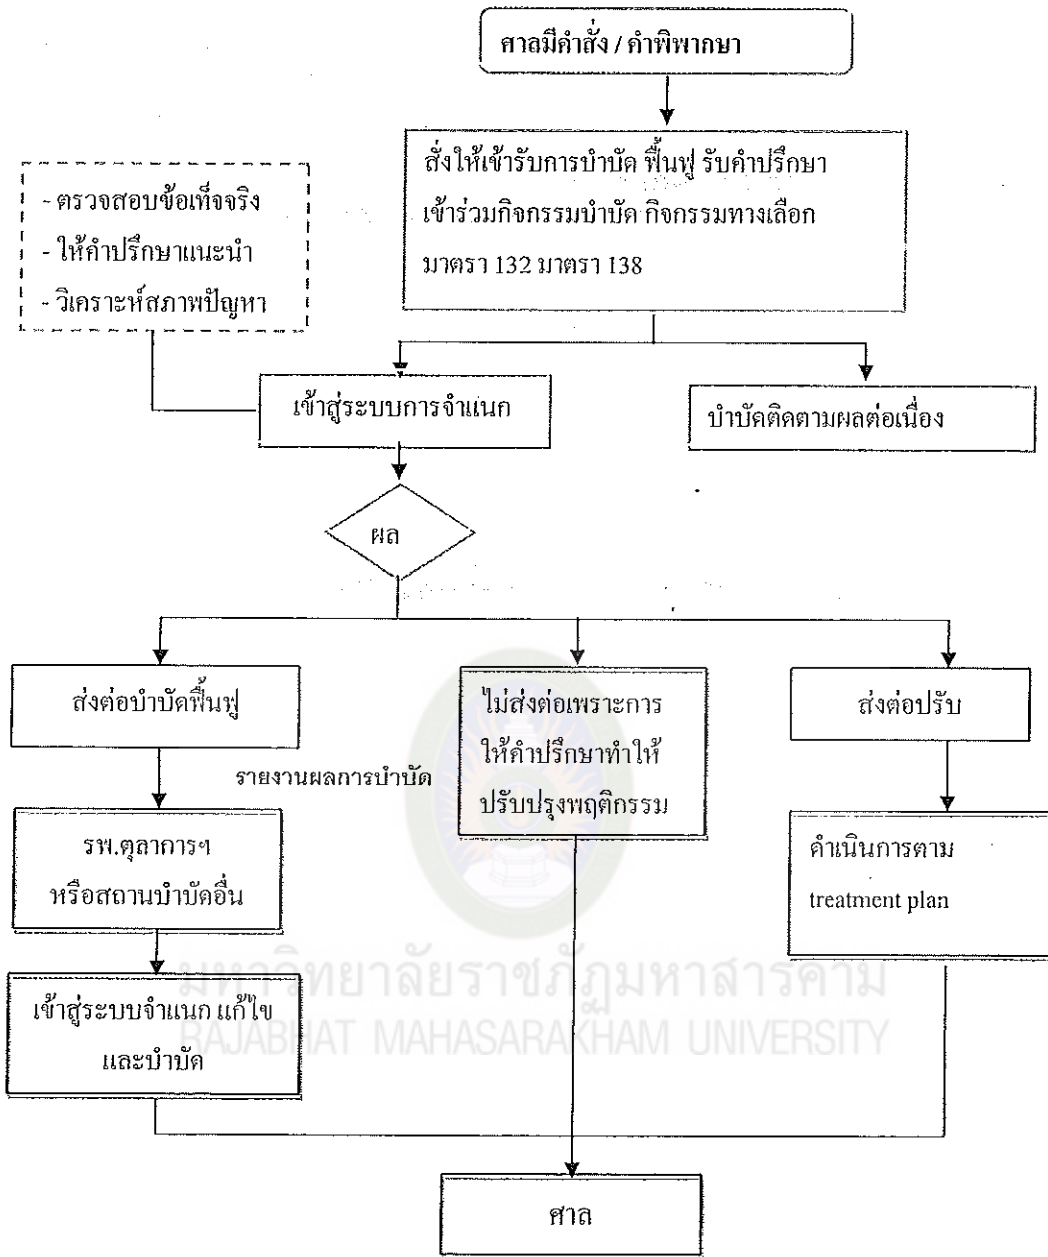 ศาลมีคำสั่ง / คำพิพากษา
สั่งให้เข้ารับการบำบัด ฟื้นฟู รับคำปรึกษา
เข้าร่วมกิจกรรมบำบัด กิจกรรมทางเลือก
มาตรา 132 มาตรา 138
- ตรวจสอบข้อเท็จจริง
- ให้คำปรึกษาแนะนำ
- วิเคราะห์สภาพปัญหา
เข้าสู่ระบบการจำแนก
บำบัดติดตามผลต่อเนื่อง
ผล
ส่งต่อบำบัดฟื้นฟู
ไม่ส่งต่อเพราะการ
ให้คำปรึกษาทำให้
ปรับปรุงพฤติกรรม
ส่งต่อปรับ
รายงานผลการบำบัด
รพ.ตุลาการฯ
หรือสถานบำบัดอื่น
ดำเนินการตาม
treatment plan
เข้าสู่ระบบจำแนก แก้ไข
และบำบัด
มหาวิทยาลัยราชภัฏมหาสารคาม
RAJABHAT MAHASARAKHAM UNIVERSITY
ศาล